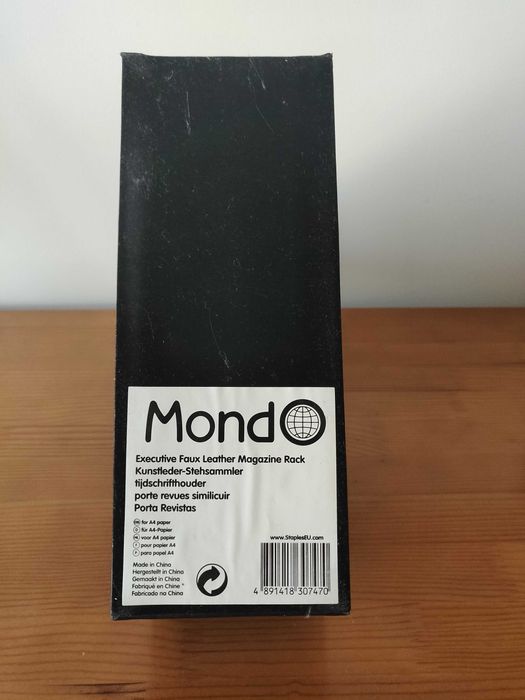 Mondo
Executive Faux Leather Magazine Rack
Kunstleder-Stehsammler
tijdschrifthouder
porte revues similicuir
Porta Revistas
for A4 paper
für A4-Papier
voor A4 papier
pour papier A4
para papel A4
www.StaplesEU.com
Made in China
Hergestellt in China
Gemaakt in China
Fabriqué en Chine
Fabricado na China
4 891418 307470